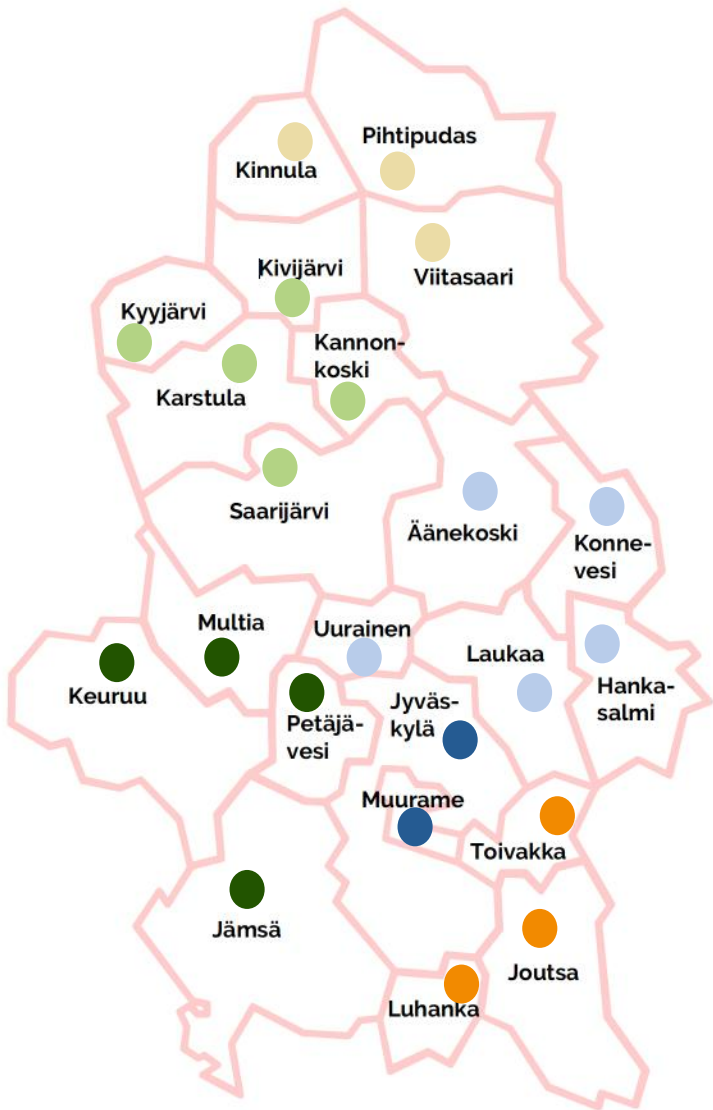 Pihtipudas
Kinnula
Kivijärvi
Viitasaari
Kyyjärvi
Kannon-
koski
Karstula
Saarijärvi
Äänekoski
Konne-
vesi
Multia
Uurainen
Laukaa
Keuruu
Hanka-
salmi
Petäjä-
vesi
Jyväs-
kylä
Muurame
Toivakka
Jämsä
Joutsa
Luhanka